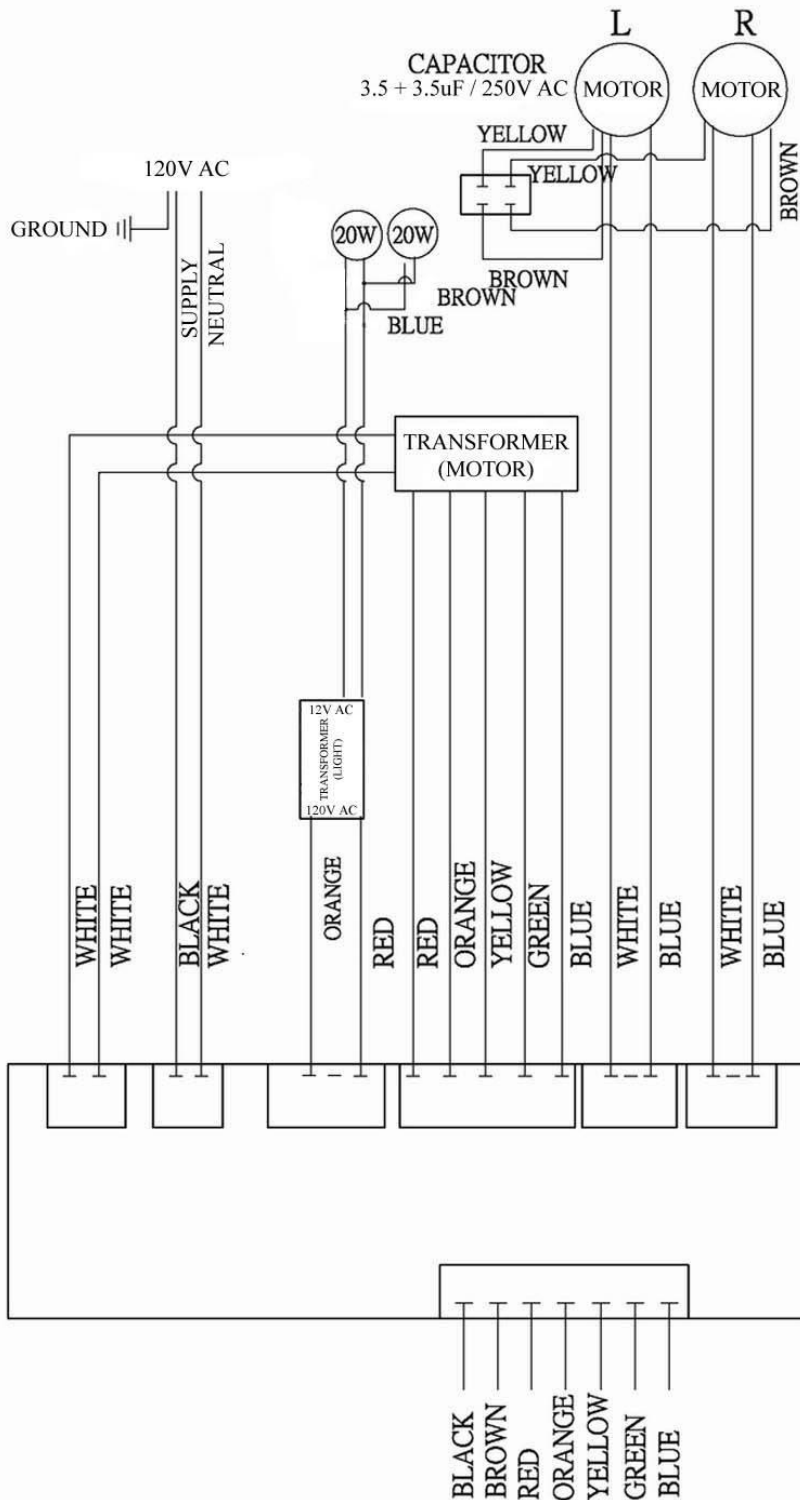 L
R
CAPACITOR
3.5 + 3.5uF / 250V AC
MOTOR
MOTOR
YELLOW
YELLOW
BROWN
BROWN
120V AC
GROUND
SUPPLY
NEUTRAL
20W
20W
BROWN
BLUE
TRANSFORMER
(MOTOR)
12V AC
TRANSFORMER
(LIGHT)
120V AC
WHITE
WHITE
BLACK
WHITE
ORANGE
RED
RED
ORANGE
YELLOW
GREEN
BLUE
WHITE
BLUE
WHITE
BLUE
BLACK
BROWN
RED
ORANGE
YELLOW
GREEN
BLUE